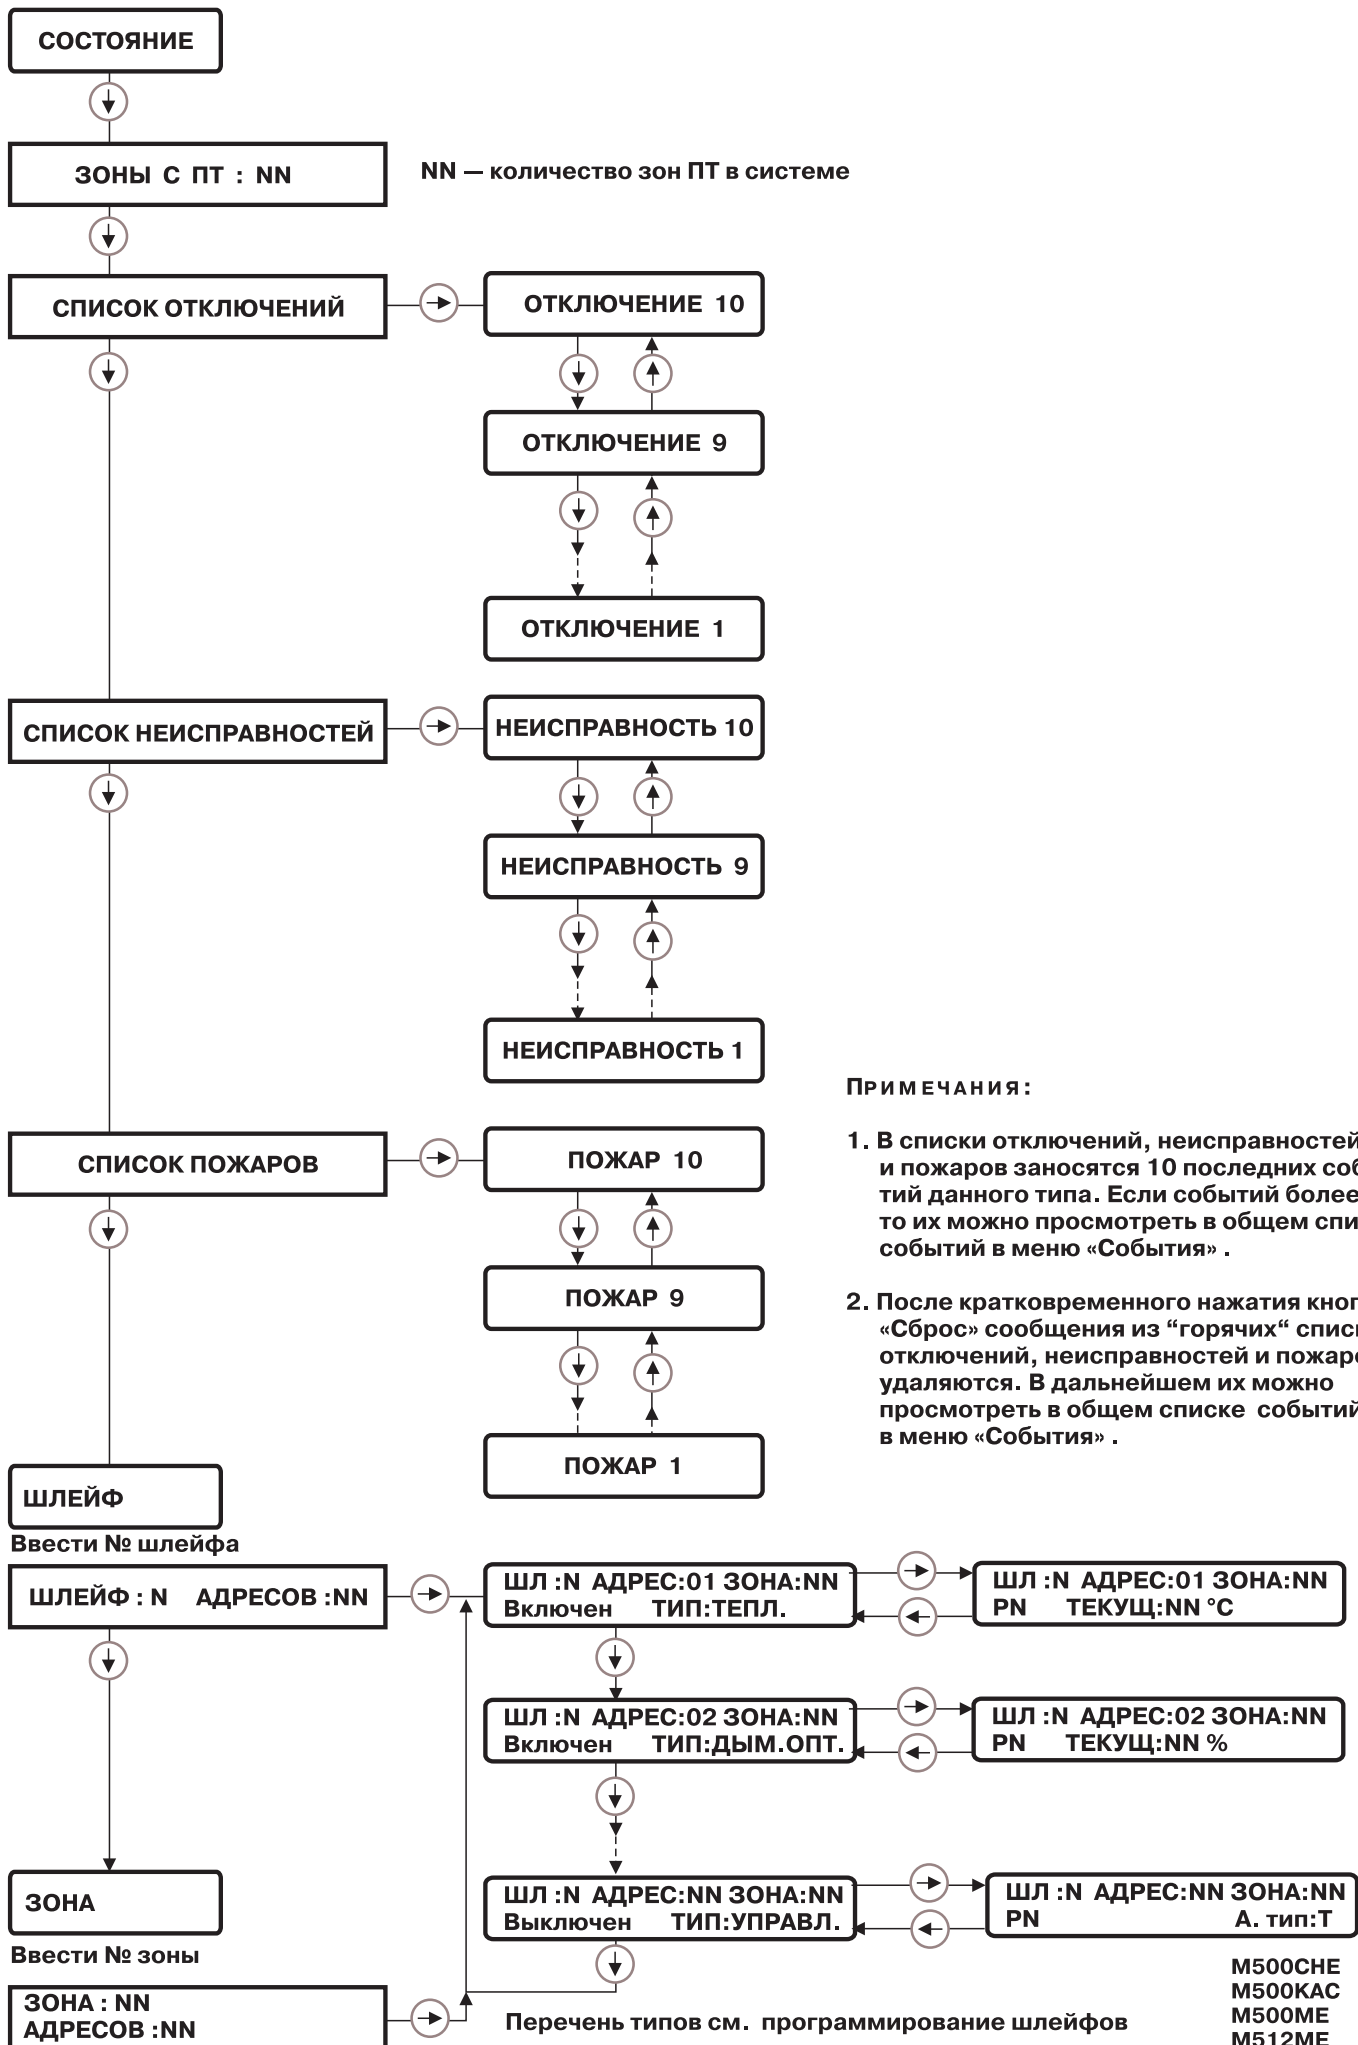 СОСТОЯНИЕ
ЗОНЫ С ПТ : NN
NN — количество зон ПТ в системе
СПИСОК ОТКЛЮЧЕНИЙ
ОТКЛЮЧЕНИЕ 10
ОТКЛЮЧЕНИЕ 9
ОТКЛЮЧЕНИЕ 1
СПИСОК НЕИСПРАВНОСТЕЙ
НЕИСПРАВНОСТЬ 10
НЕИСПРАВНОСТЬ 9
НЕИСПРАВНОСТЬ 1
СПИСОК ПОЖАРОВ
ПОЖАР 10
ПОЖАР 9
ПОЖАР 1
ПРИМЕЧАНИЯ:
1. В списки отключений, неисправностей
и пожаров заносятся 10 последних
тий данного типа. Если событий более
то их можно просмотреть в общем
событий в меню «События» .
2. После кратковременного нажатия
«Сброс» сообщения из “горячих“
отключений, неисправностей и
удаляются. В дальнейшем их можно
просмотреть в общем списке событий
в меню «События» .
ШЛЕЙФ
Ввести № шлейфа
ШЛЕЙФ : N АДРЕСОВ :NN
ШЛ :N АДРЕС:01 ЗОНА:NN
Включен ТИП:ТЕПЛ.
ШЛ :N АДРЕС:01 ЗОНА:NN
PN ТЕКУЩ:NN °C
ШЛ :N АДРЕС:02 ЗОНА:NN
Включен ТИП:ДЫМ.ОПТ.
ШЛ :N АДРЕС:02 ЗОНА:NN
PN ТЕКУЩ:NN %
ЗОНА
Ввести № зоны
ШЛ :N АДРЕС:NN ЗОНА:NN
Выключен ТИП:УПРАВЛ.
ШЛ :N АДРЕС:NN ЗОНА:NN
PN А. тип:Т
ЗОНА : NN
АДРЕСОВ :NN
Перечень типов см. программирование шлейфов
M500CHE
M500KAC
M500ME
M512ME